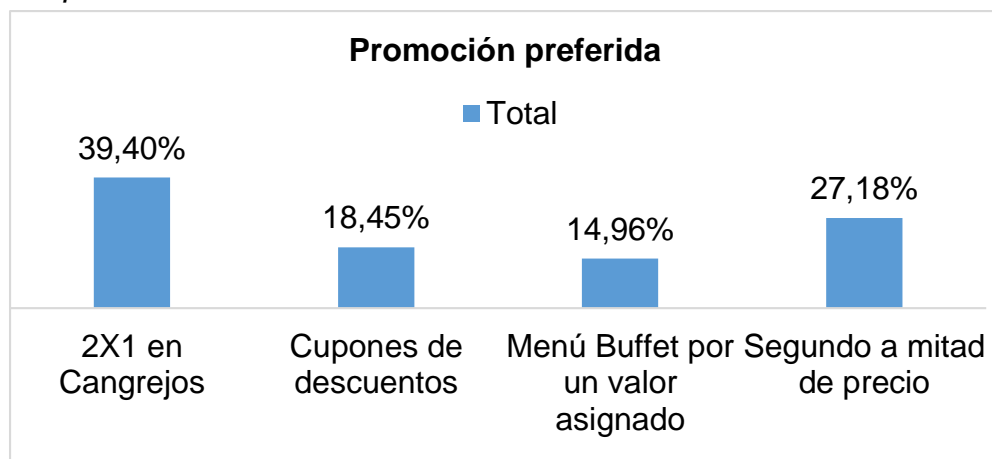 Promoción preferida
Total
39,40%
18,45%
14,96%
27,18%
2X1 en
Cangrejos
Cupones de
descuentos
Menú Buffet por
un valor
asignado
Segundo a mitad
de precio